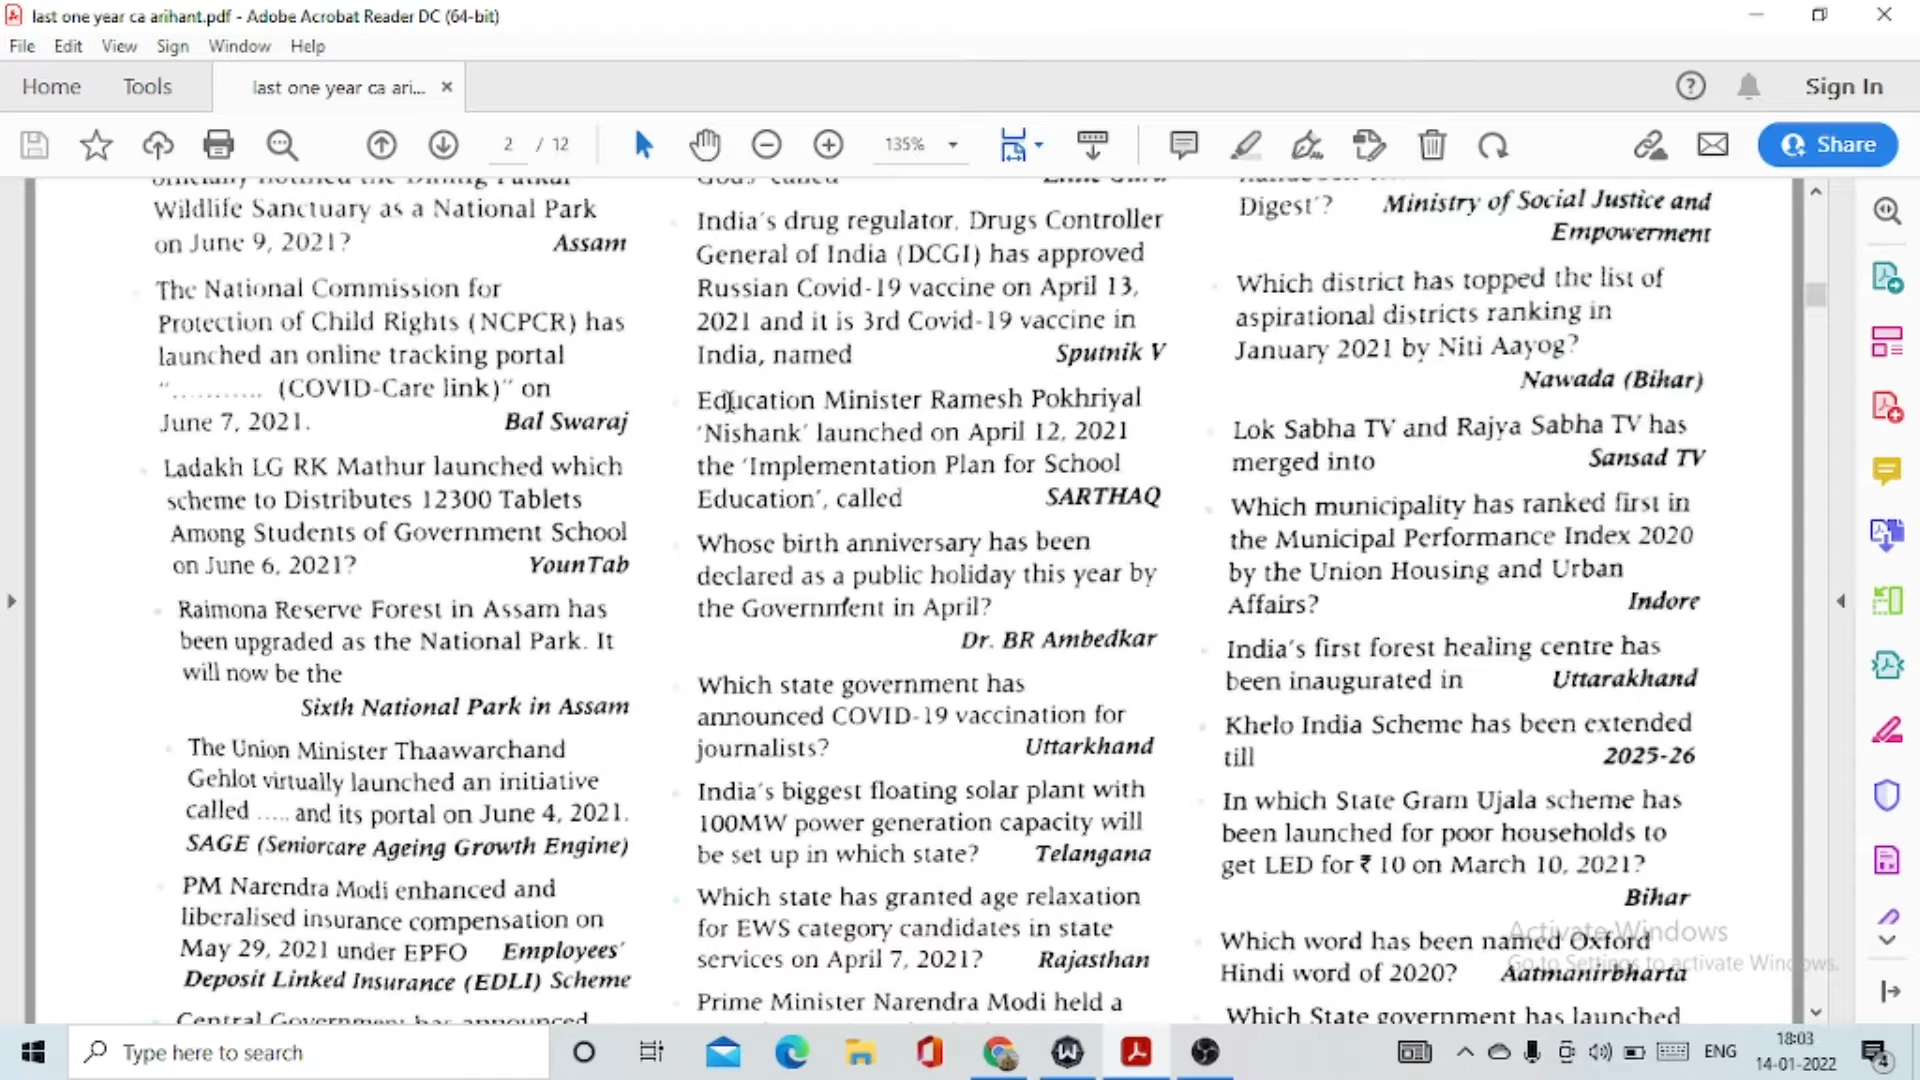 last one year ca arihant.pdf - Adobe Acrobat Reader DC (64-bit)
File Edit View Sign Window Help
Home Tools last one year ca ari... × Sign In
2 / 12 135% Share
Wildlife Sanctuary as a National Park
on June 9, 2021? Assam
The National Commission for
Protection of Child Rights (NCPCR) has
launched an online tracking portal
“........... (COVID-Care link)” on
June 7, 2021. Bal Swaraj
Ladakh LG RK Mathur launched which
scheme to Distributes 12300 Tablets
Among Students of Government School
on June 6, 2021? YounTab
Raimona Reserve Forest in Assam has
been upgraded as the National Park. It
will now be the
Sixth National Park in Assam
The Union Minister Thaawarchand
Gehlot virtually launched an initiative
called ..... and its portal on June 4, 2021.
SAGE (Seniorcare Ageing Growth Engine)
PM Narendra Modi enhanced and
liberalised insurance compensation on
May 29, 2021 under EPFO Employees'
Deposit Linked Insurance (EDLI) Scheme
Central Government has announced
God?' called
India's drug regulator, Drugs Controller
General of India (DCGI) has approved
Russian Covid-19 vaccine on April 13,
2021 and it is 3rd Covid-19 vaccine in
India, named Sputnik V
Education Minister Ramesh Pokhriyal
‘Nishank’ launched on April 12, 2021
the ‘Implementation Plan for School
Education’, called SARTHAQ
Whose birth anniversary has been
declared as a public holiday this year by
the Government in April?
Dr. BR Ambedkar
Which state government has
announced COVID-19 vaccination for
journalists? Uttarkhand
India's biggest floating solar plant with
100MW power generation capacity will
be set up in which state? Telangana
Which state has granted age relaxation
for EWS category candidates in state
services on April 7, 2021? Rajasthan
Prime Minister Narendra Modi held a
Digest’? Ministry of Social Justice and
Empowerment
Which district has topped the list of
aspirational districts ranking in
January 2021 by Niti Aayog?
Nawada (Bihar)
Lok Sabha TV and Rajya Sabha TV has
merged into Sansad TV
Which municipality has ranked first in
the Municipal Performance Index 2020
by the Union Housing and Urban
Affairs? Indore
India's first forest healing centre has
been inaugurated in Uttarakhand
Khelo India Scheme has been extended
till 2025-26
In which State Gram Ujala scheme has
been launched for poor households to
get LED for ₹ 10 on March 10, 2021?
Bihar
Which word has been named Oxford
Hindi word of 2020? Aatmanirbharta
Which State government has launched
Activate Windows
Go to Settings to activate Windows.
Type here to search
ENG
18:03
14-01-2022
4